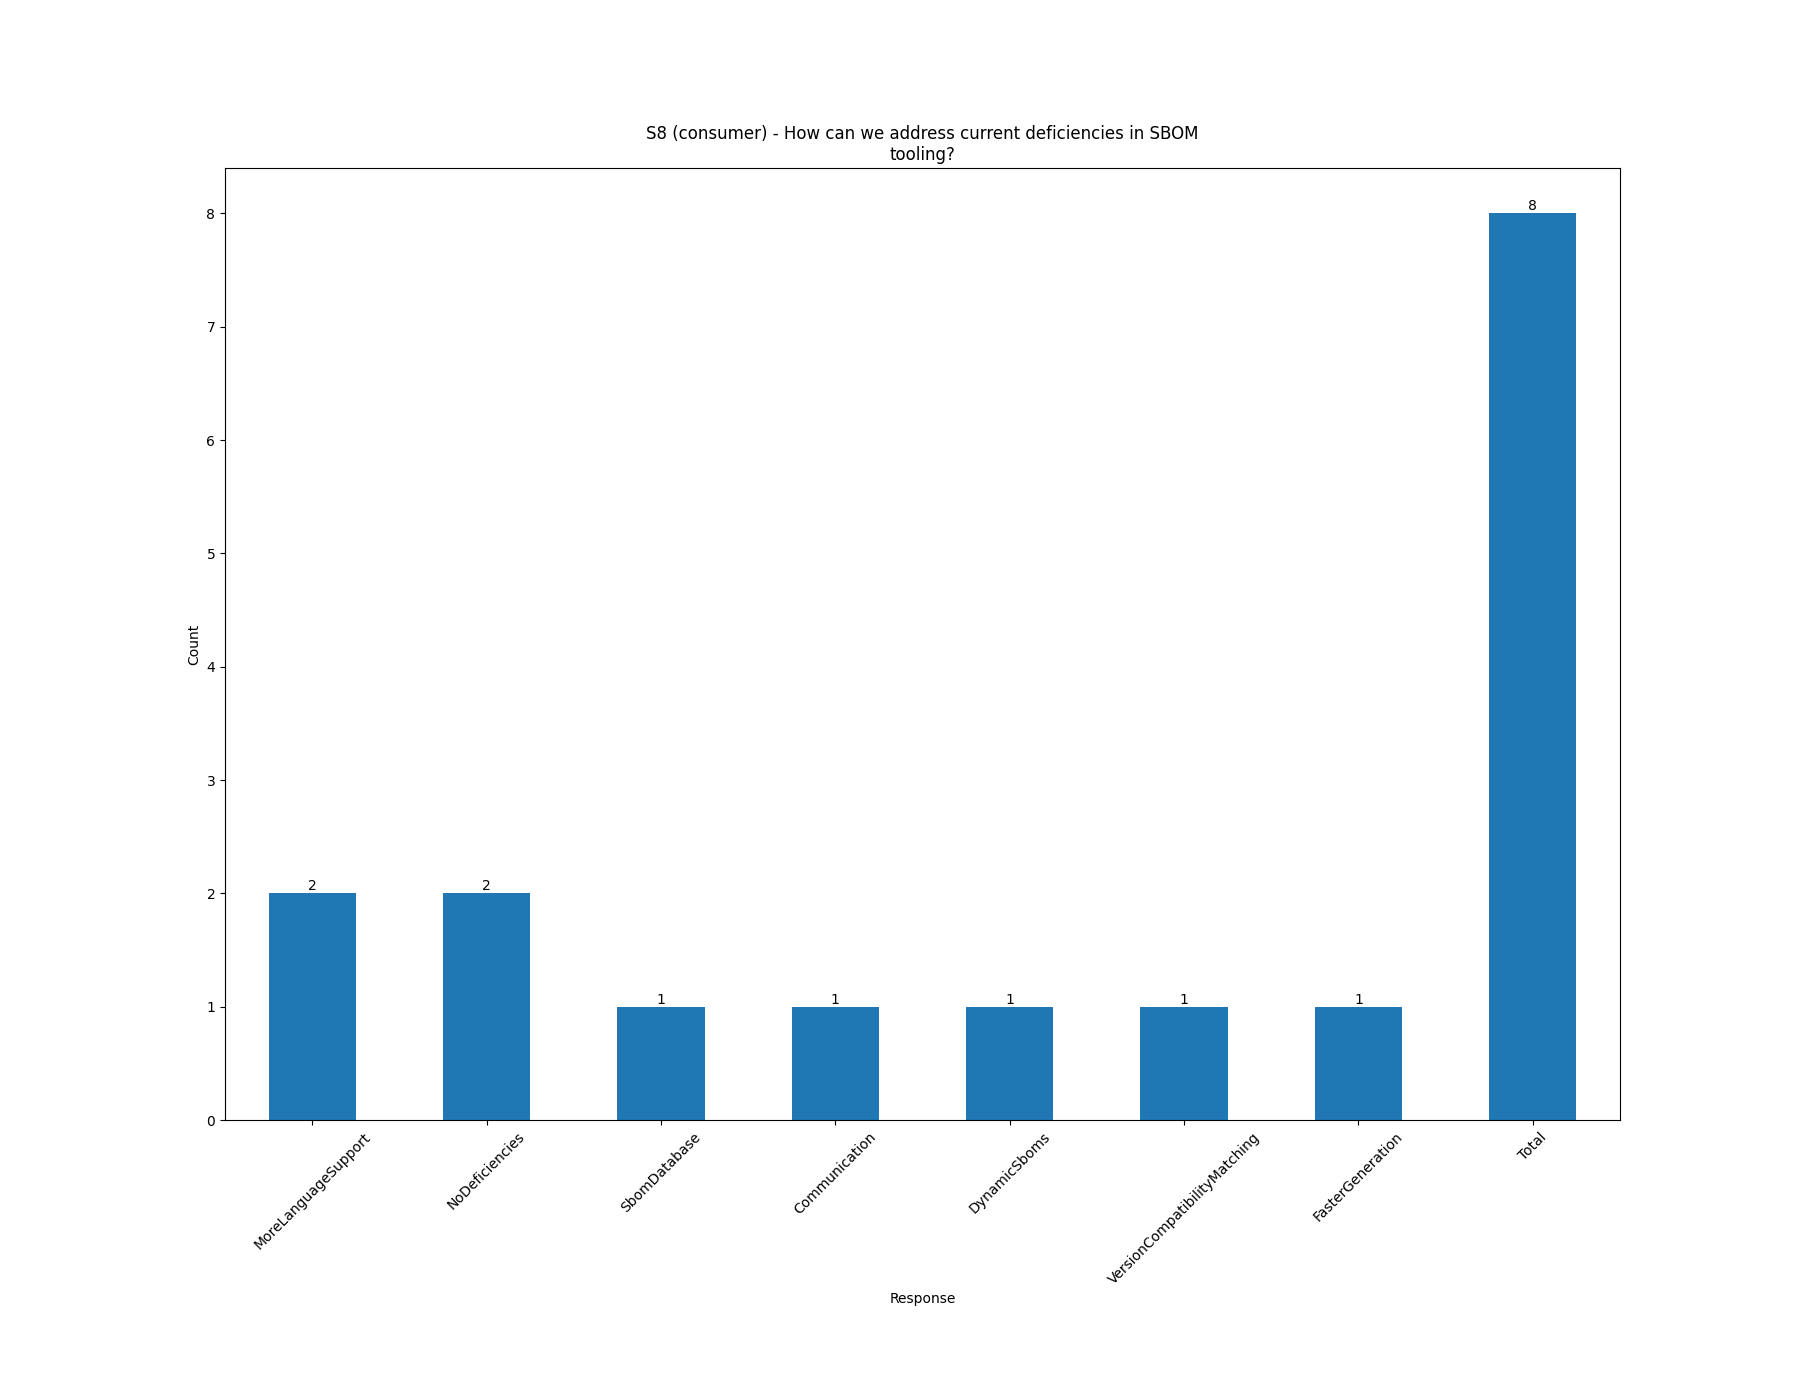 S8 (consumer) - How can we address current deficiencies in SBOM
tooling?
Count
8
7
6
5
4
3
2
1
0
2
2
1
1
1
1
1
8
MoreLanguageSupport
NoDeficiencies
SbomDatabase
Communication
DynamicSboms
VersionCompatibilityMatching
FasterGeneration
Total
Response